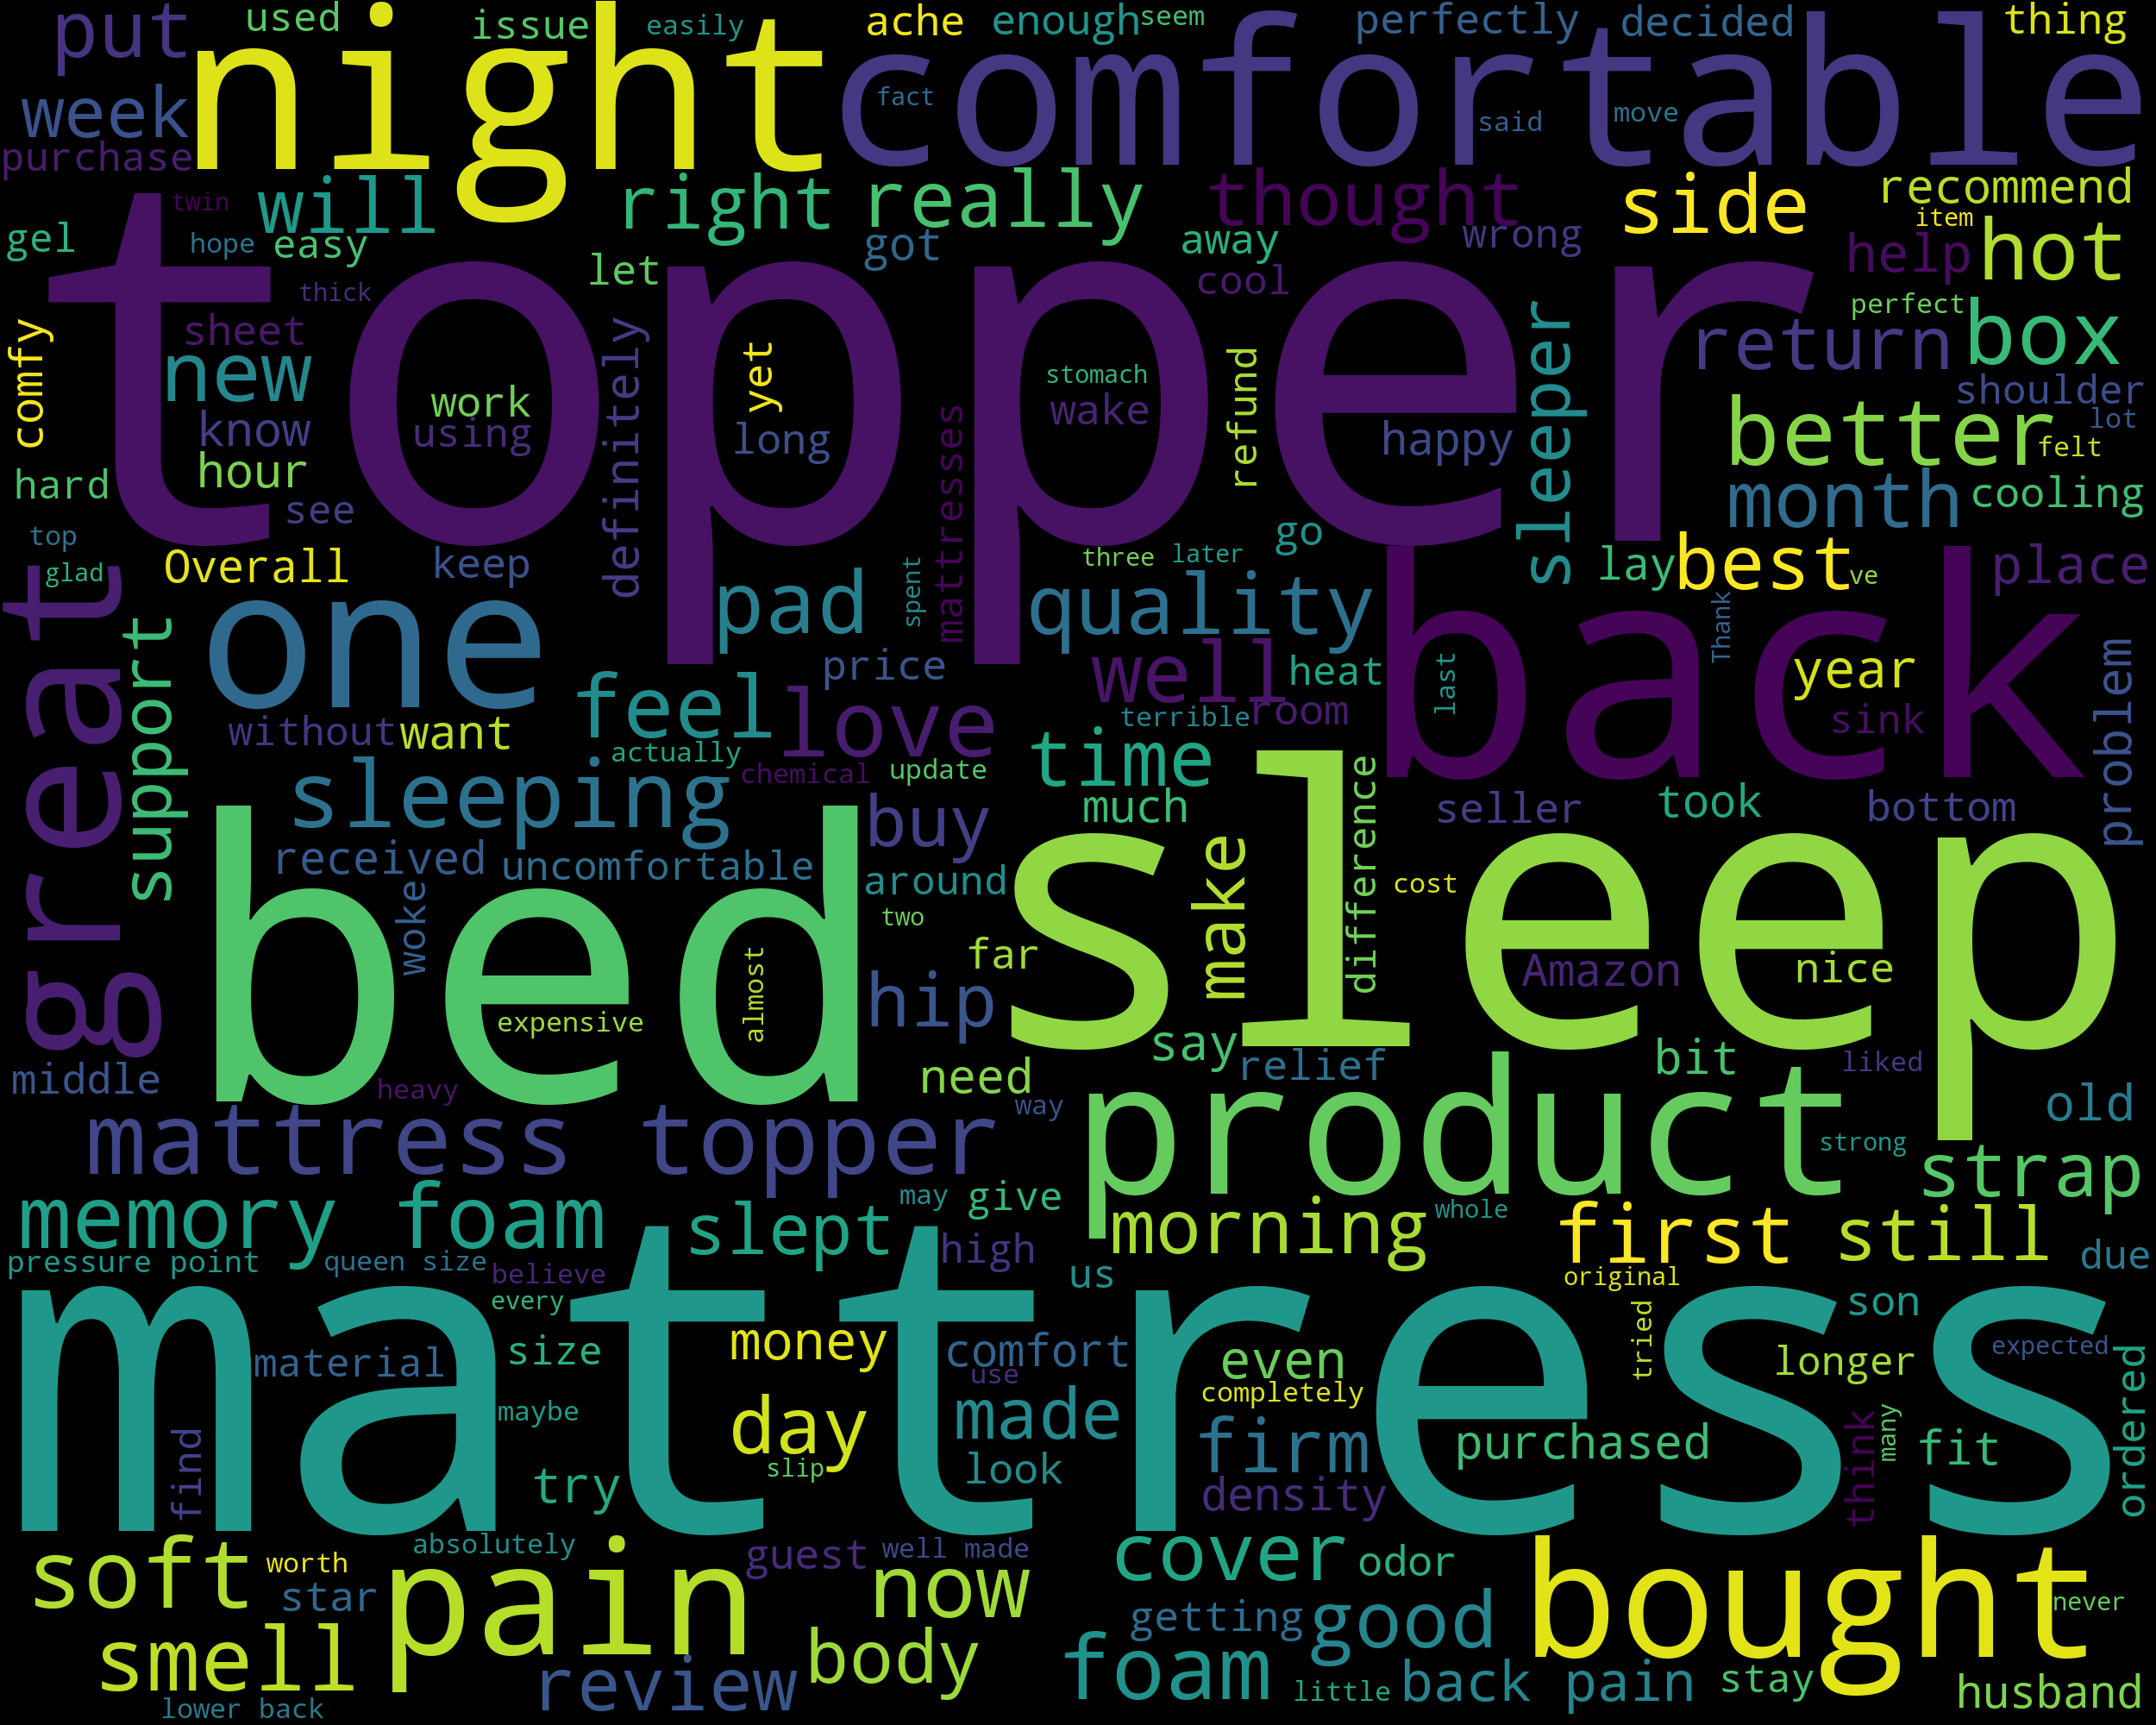 put
used
issue
easily
ache
enough
seem
perfectly
decided
thing
night
comfortable
week
fact
said
move
purchase
twin
will
right
really
thought
side
recommend
item
gel
hope
easy
let
got
away
wrong
help
hot
cool
thick
topper
comfy
sheet
new
know
work
using
yet
long
stomach
wake
refund
happy
sleeper
return
perfect
box
shoulder
lot
better
felt
definitely
mattresses
hard
hour
see
month
cooling
top
glad
Overall
keep
go
three
later
lay
best
ve
place
great
one
pad
spent
quality
back
Thank
support
price
well
heat
last
year
problem
feel
love
room
sink
without
want
actually
terrible
chemical
update
time
sleeping
buy
much
difference
seller
took
bottom
received
uncomfortable
around
make
cost
woke
two
bed
sleep
almost
expensive
far
hip
Amazon
nice
middle
heavy
need
say
relief
bit
liked
way
old
mattress topper
product
strong
strap
memory foam
slept
may
give
morning
whole
first
still
pressure point
queen size
believe
high
us
due
every
original
son
mattress
material
size
money
comfort
use
even
completely
tried
longer
expected
ordered
maybe
day
made
firm
purchased
think
many
fit
find
try
slip
look
density
absolutely
soft
worth
star
pain
guest
well made
now
cover
odor
bought
never
smell
getting
good
body
review
foam
little
back pain
stay
husband
lower back